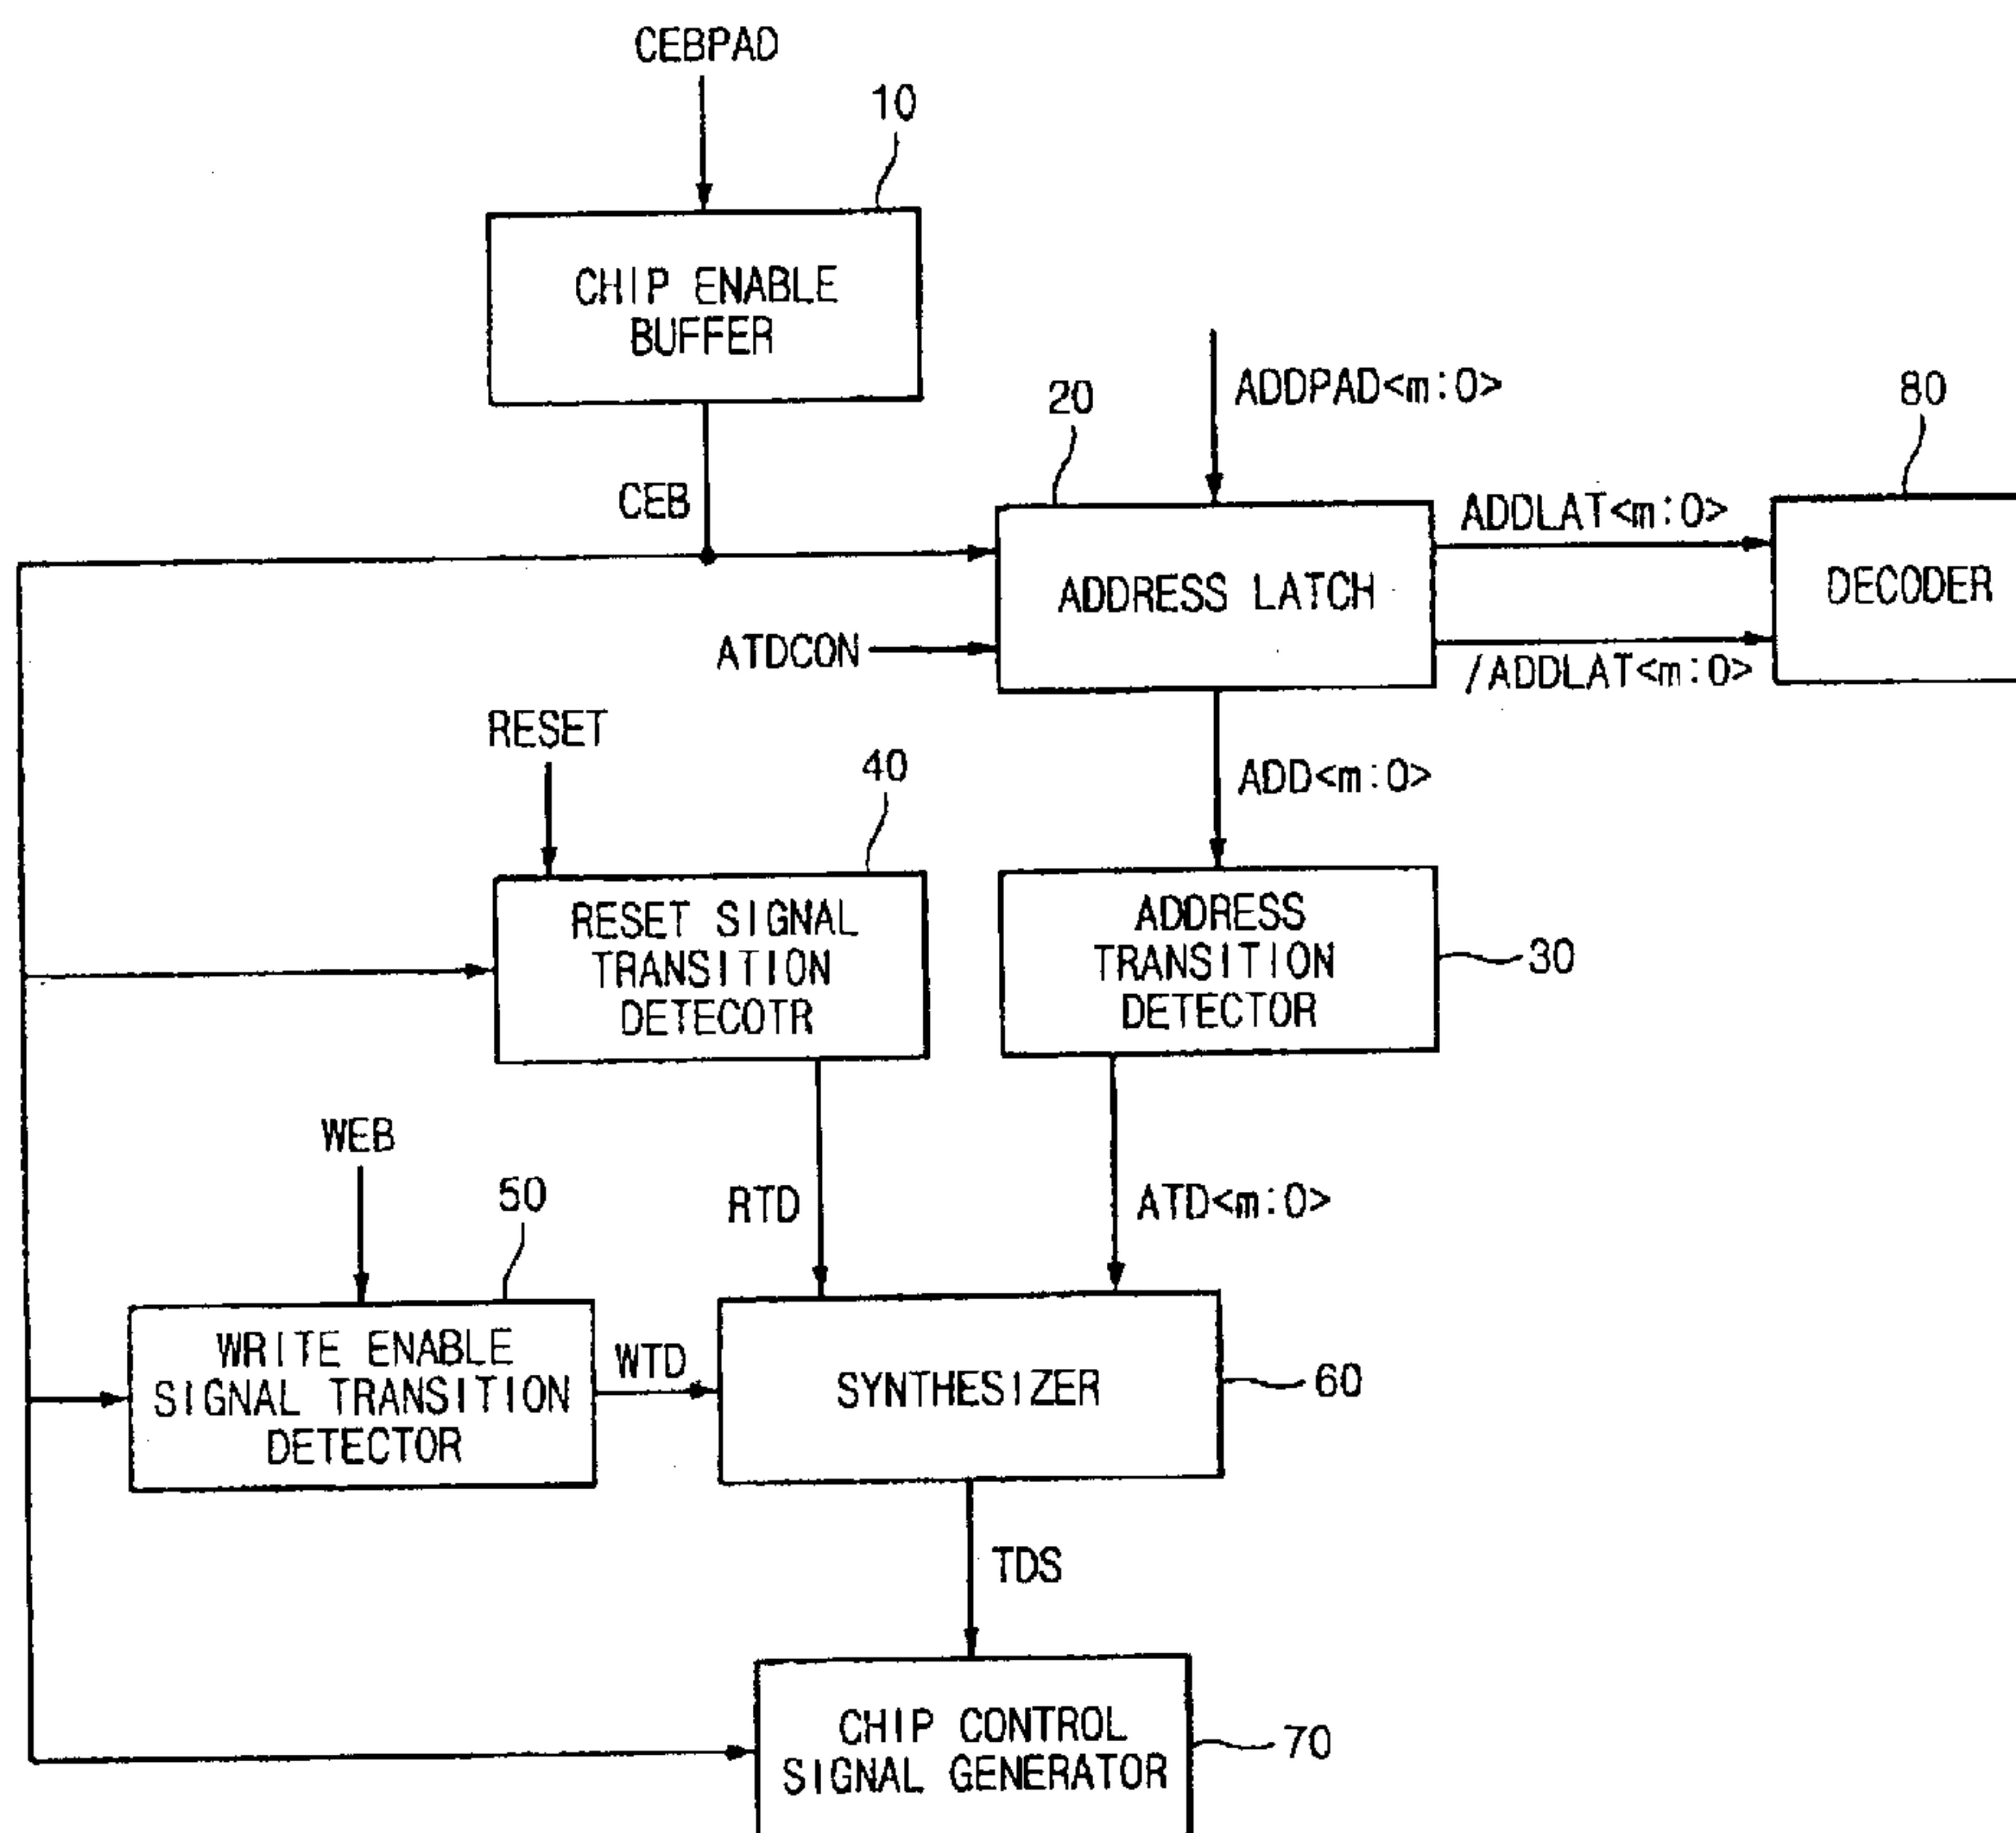 CEBPAD
10
CHIP ENABLE
BUFFER
ADDPAD<m:0>
20
80
CEB
ADDLAT<m:0>
ADDRESS LATCH
DECODER
ATDCON
/ADDLAT<m:0>
RESET
40
ADD<m:0>
RESET SIGNAL
TRANSITION
DETECOTR
ADDRESS
TRANSITION
DETECTOR
30
WEB
50
RTD
ATD<m:0>
WRITE ENABLE
SIGNAL TRANSITION
DETECTOR
WTD
SYNTHESIZER
60
TDS
CHIP CONTROL
SIGNAL GENERATOR
70